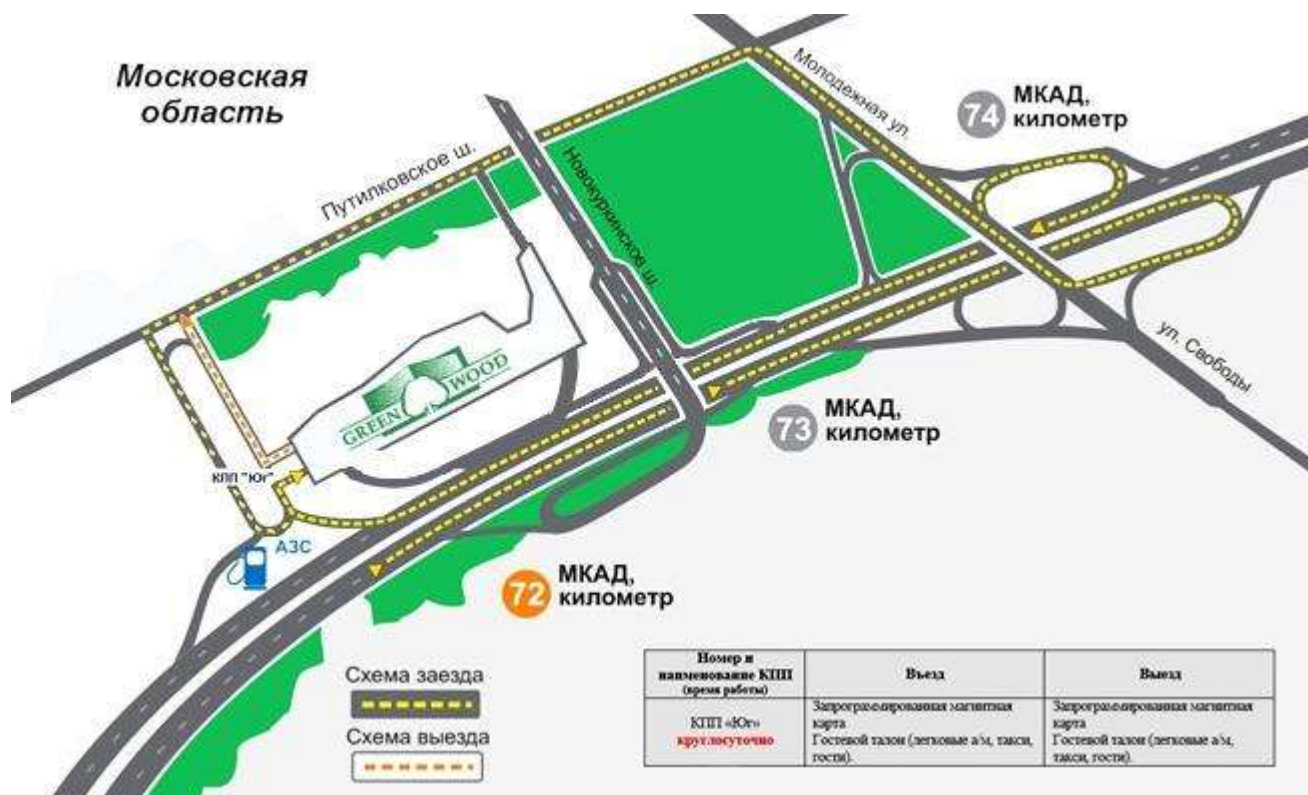 Московская
область
Путилковское ш.
Новокуркинское ш.
Молодежная ул.
74
МКАД,
километр
ул. Свободы
GREEN WOOD
73
МКАД,
километр
КПП "Юг"
АЗС
72
МКАД,
километр
Схема заезда
Схема выезда
Номер и
наименование КПП
(время работы)
Въезд
Выезд
КПП «Юг»
круглосуточно
Запрограммированная магнитная
карта
Гостевой талон (легковые а/м, такси,
гости).
Запрограммированная магнитная
карта
Гостевой талон (легковые а/м,
такси, гости).